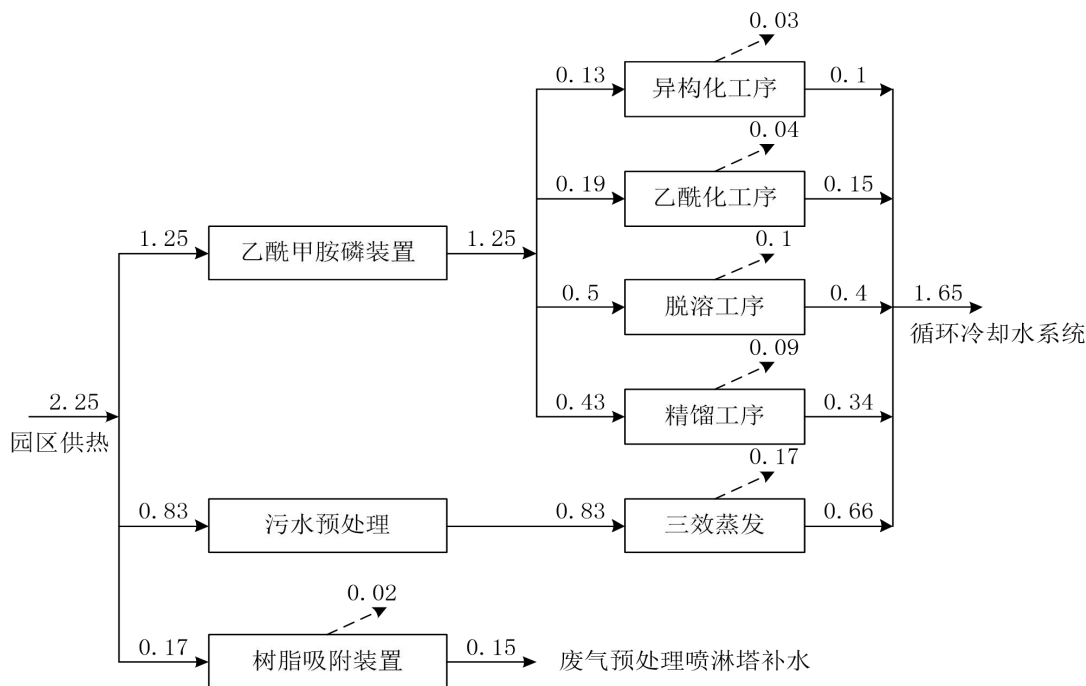 0.03
0.13
异构化工序
0.1
0.04
0.19
乙酰化工序
0.15
1.25
乙酰甲胺磷装置
1.25
0.1
0.5
脱溶工序
0.4
1.65
循环冷却水系统
0.09
0.43
精馏工序
0.34
2.25
园区供热
0.17
0.83
污水预处理
0.83
三效蒸发
0.66
0.02
0.17
树脂吸附装置
0.15
废气预处理喷淋塔补水